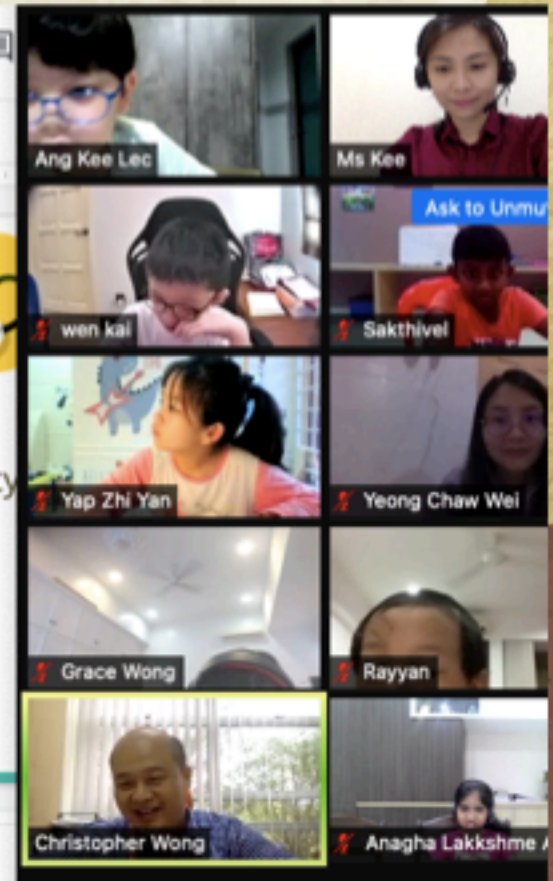 Ang Kee Lec
Ms Kee
Ask to Unmu
wen kai
Sakthivel
Yap Zhi Yan
Yeong Chaw Wei
Grace Wong
Rayyan
Christopher Wong
Anagha Lakkshme A